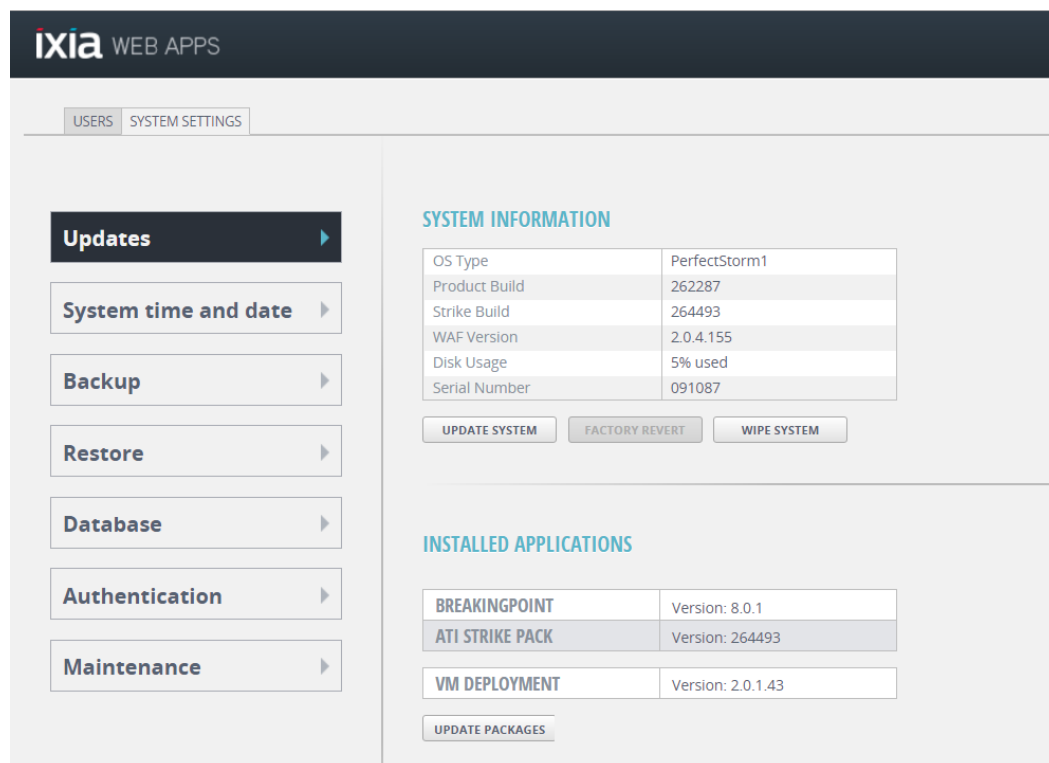 ixia WEB APPS
USERS SYSTEM SETTINGS
Updates
System time and date
Backup
Restore
Database
Authentication
Maintenance
SYSTEM INFORMATION
OS Type PerfectStorm1
Product Build 262287
Strike Build 264493
WAF Version 2.0.4.155
Disk Usage 5% used
Serial Number 091087
UPDATE SYSTEM FACTORY REVERT WIPE SYSTEM
INSTALLED APPLICATIONS
BREAKINGPOINT Version: 8.0.1
ATI STRIKE PACK Version: 264493
VM DEPLOYMENT Version: 2.0.1.43
UPDATE PACKAGES